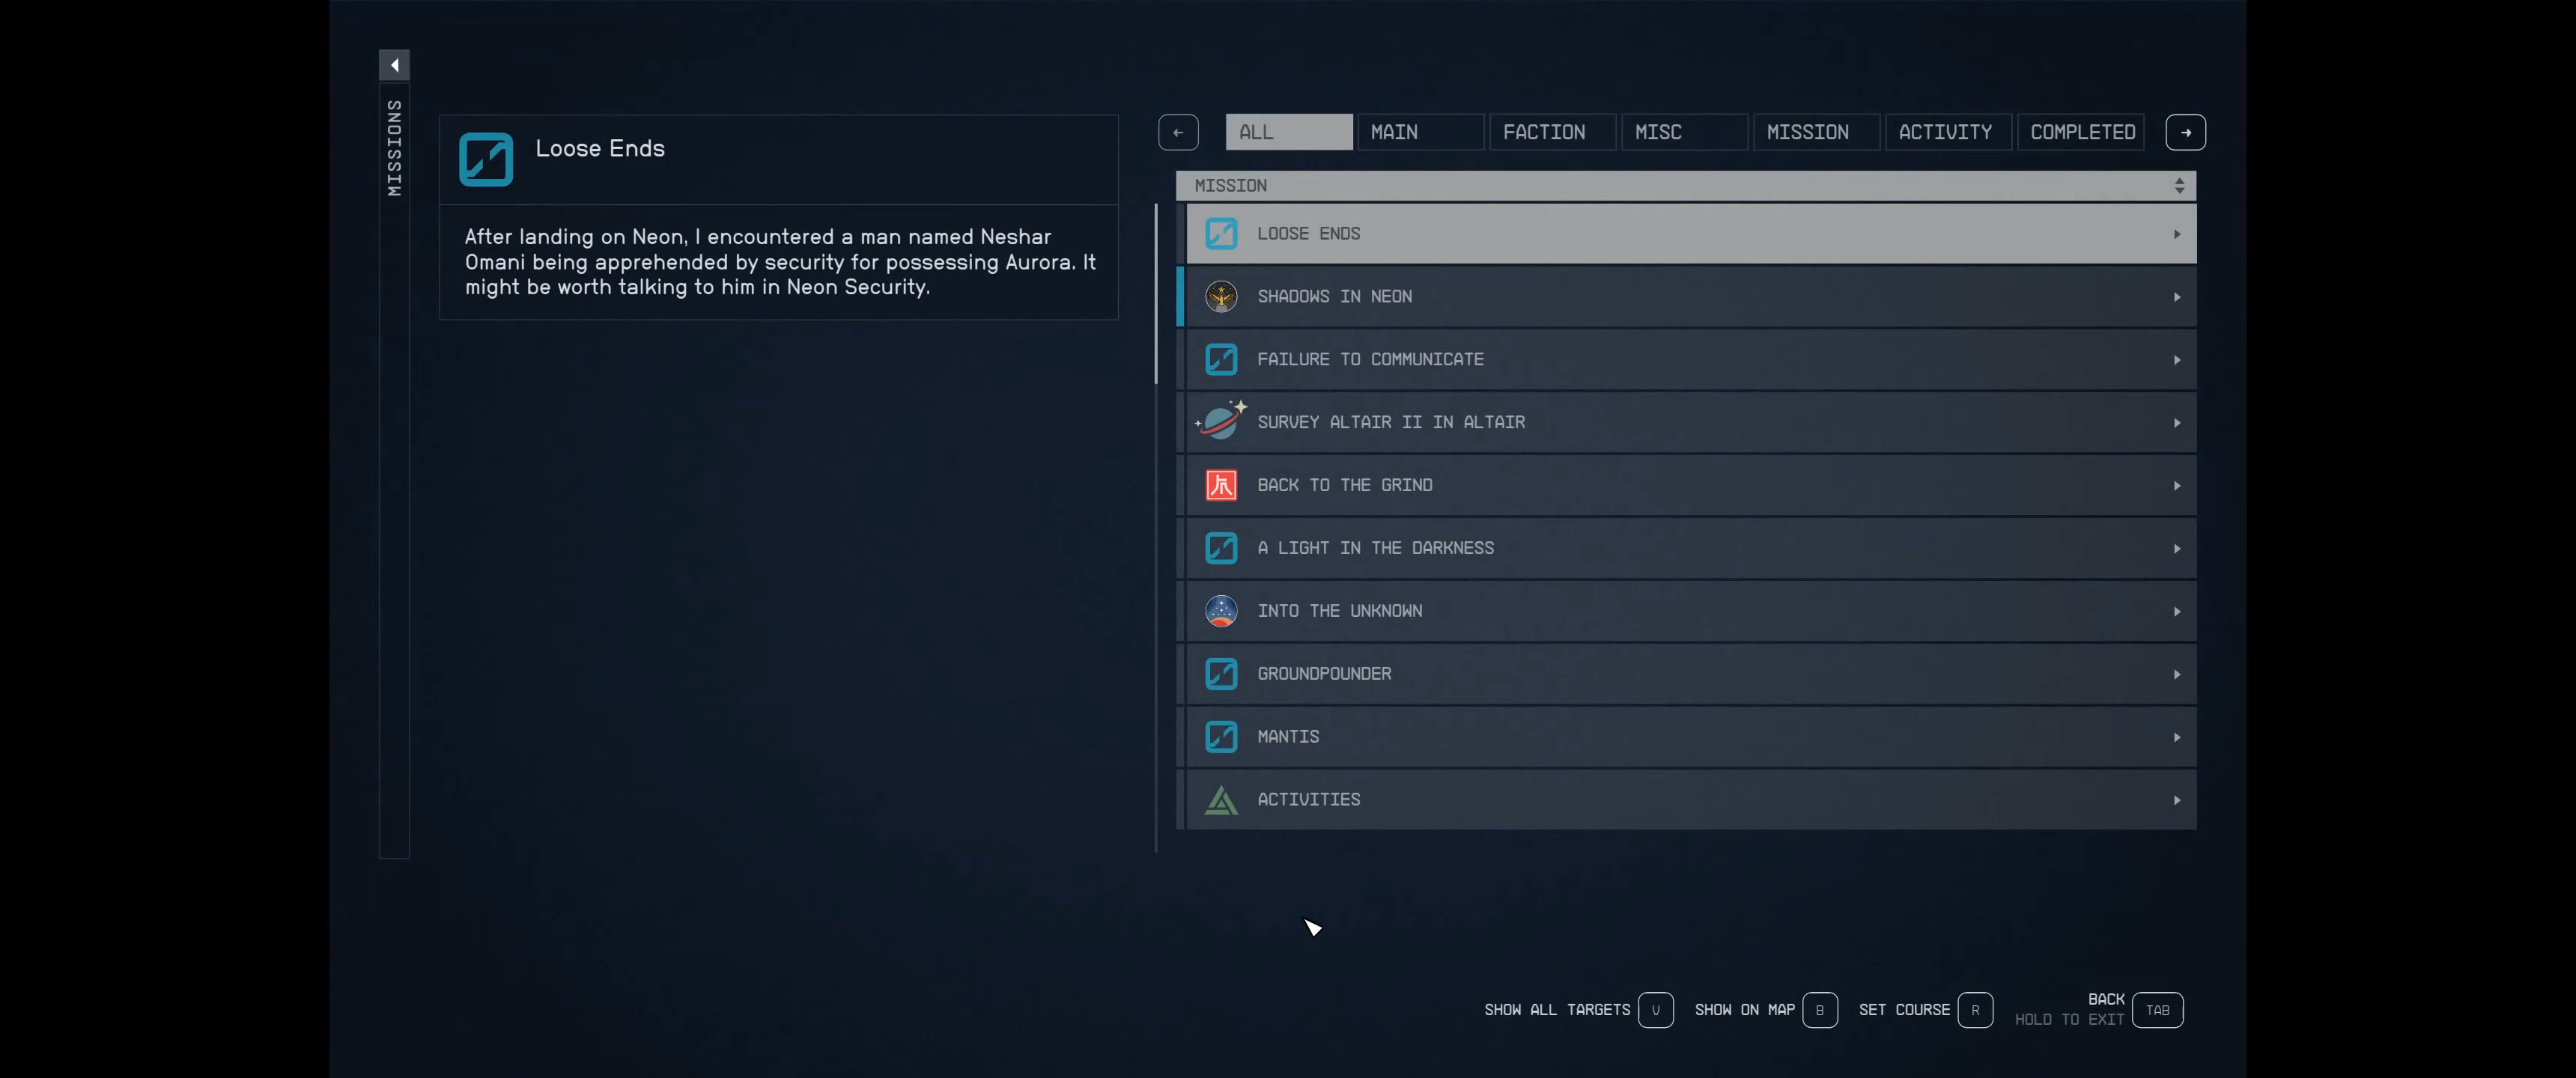 MISSIONS
Loose Ends
After landing on Neon, I encountered a man named Neshar
Omani being apprehended by security for possessing Aurora. It
might be worth talking to him in Neon Security.
ALL MAIN FACTION MISC MISSION ACTIVITY COMPLETED
MISSION
LOOSE ENDS
SHADOWS IN NEON
FAILURE TO COMMUNICATE
SURVEY ALTAIR II IN ALTAIR
BACK TO THE GRIND
A LIGHT IN THE DARKNESS
INTO THE UNKNOWN
GROUNDPOUNDER
MANTIS
ACTIVITIES
SHOW ALL TARGETS V SHOW ON MAP B SET COURSE R BACK TAB
HOLD TO EXIT